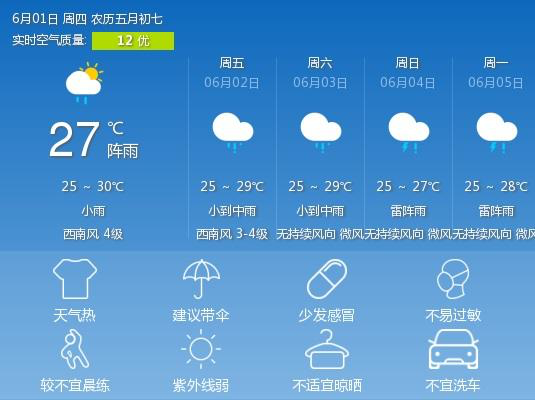 6月01日 周四 农历五月初七
实时空气质量: 12 优
27 ℃
阵雨
25 ~ 30℃
小雨
西南风 4级
周五
06月02日
25 ~ 29℃
小到中雨
西南风 3-4级
周六
06月03日
25 ~ 29℃
小到中雨
无持续风向 微风
周日
06月04日
25 ~ 27℃
雷阵雨
无持续风向 微风
周一
06月05日
25 ~ 28℃
雷阵雨
无持续风向 微风
天气热
建议带伞
少发感冒
不易过敏
较不宜晨练
紫外线弱
不适宜晾晒
不宜洗车